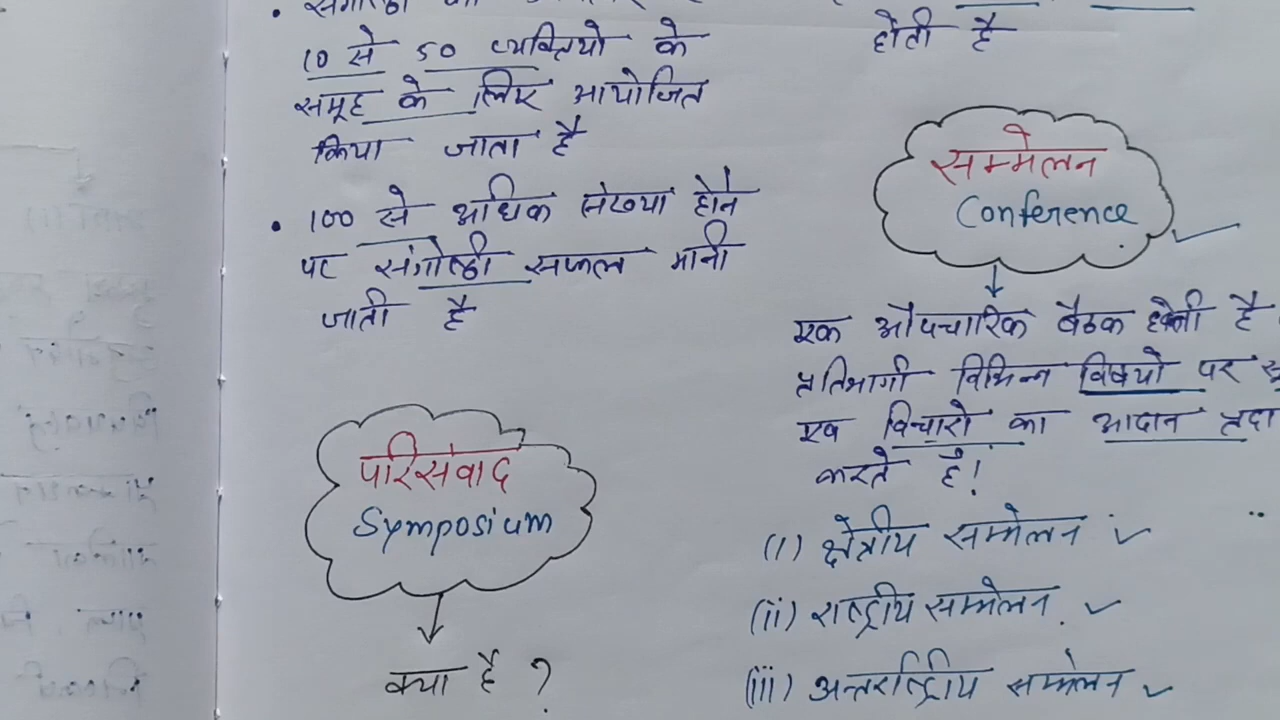 10 से 50 व्यक्तियो के
समूह के लिए आयोजित
किया जाता है
• 100 से अधिक संख्या होने
पर संगोष्ठी सफल मानी
जाती है
परिसंवाद
Symposium
क्या है ?
होती है
सम्मेलन
Conference
एक औपचारिक बैठक होती है
प्रतिभागी विभिन्न विषयो पर
एव विचारो का आदान प्रदा
करते है!
(i) क्षेत्रीय सम्मेलन
(ii) राष्ट्रीय सम्मेलन
(iii) अन्तर्राष्ट्रीय सम्मेलन